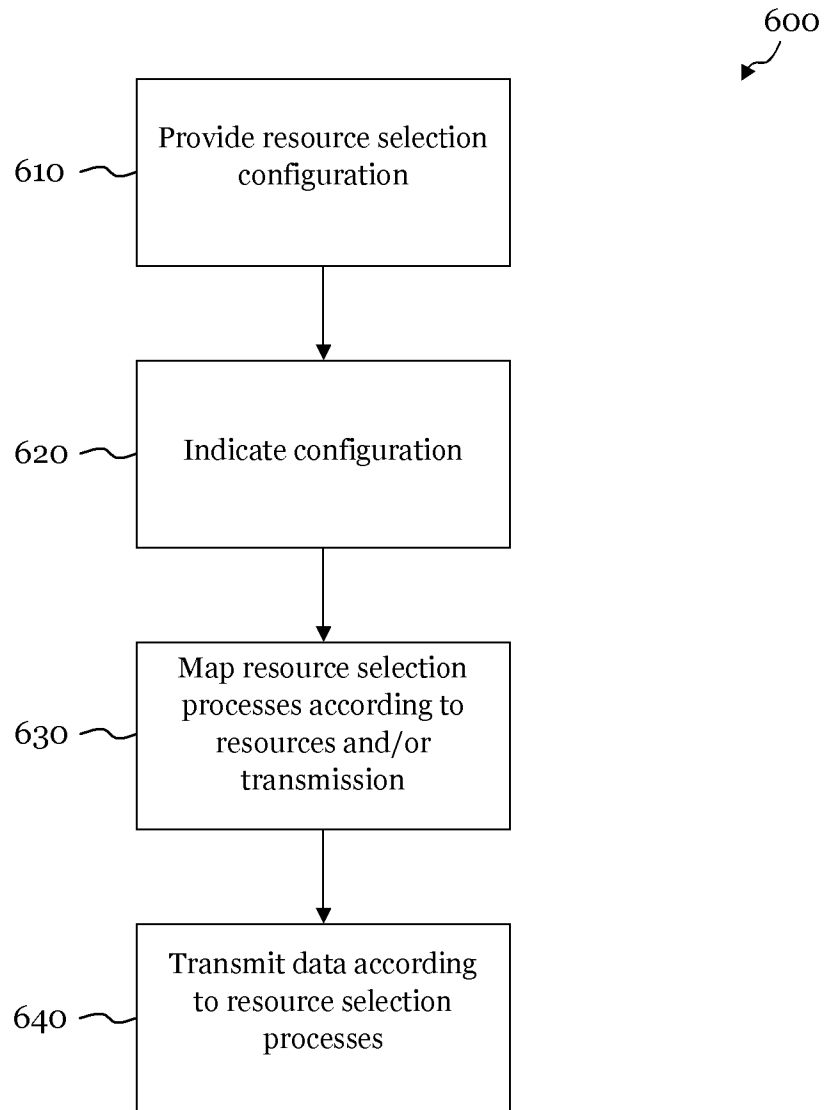 600
610
Provide resource selection
configuration
620
Indicate configuration
630
Map resource selection
processes according to
resources and/or
transmission
640
Transmit data according
to resource selection
processes